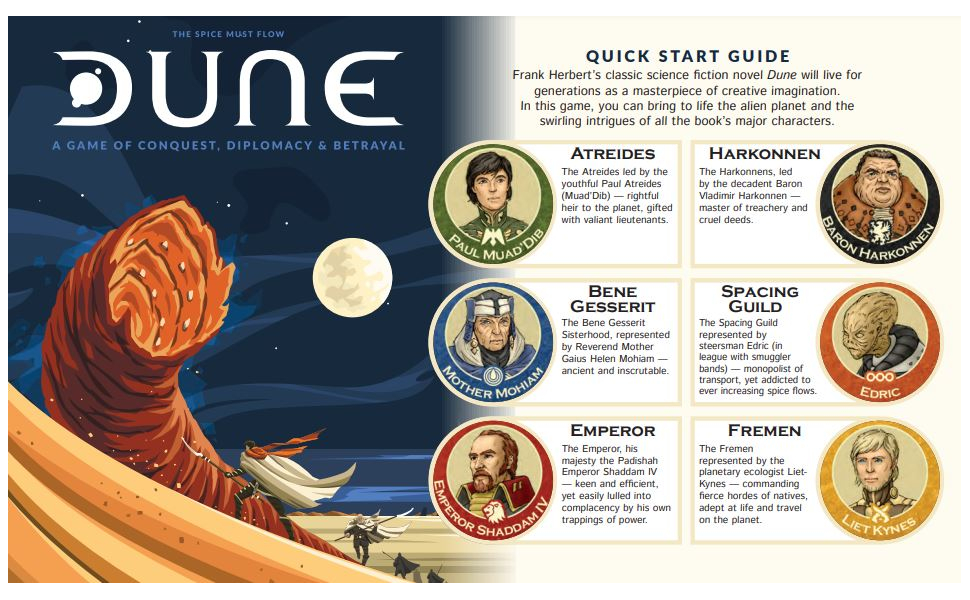 THE SPICE MUST FLOW
DUNE
A GAME OF CONQUEST, DIPLOMACY & BETRAYAL
QUICK START GUIDE
Frank Herbert's classic science fiction novel Dune will live for
generations as a masterpiece of creative imagination.
In this game, you can bring to life the alien planet and the
swirling intrigues of all the book's major characters.
ATREIDES
The Atreides led by the
youthful Paul Atreides
(Muad'Dib) — rightful
heir to the planet, gifted
with valiant lieutenants.
PAUL MUAD'DIB
HARKONNEN
The Harkonnens, led
by the decadent Baron
Vladimir Harkonnen —
master of treachery and
cruel deeds.
BARON HARKONNEN
BENE
GESSERIT
The Bene Gesserit
Sisterhood, represented
by Reverend Mother
Gaius Helen Mohiam —
ancient and inscrutable.
MOTHER MOHIAM
SPACING
GUILD
The Spacing Guild
represented by
steersman Edric (in
league with smuggler
bands) — monopolist of
transport, yet addicted to
ever increasing spice flows.
EDRIC
EMPEROR
The Emperor, his
majesty the Padishah
Emperor Shaddam IV
— keen and efficient,
yet easily lulled into
complacency by his own
trappings of power.
EMPEROR SHADDAM IV
FREMEN
The Fremen
represented by the
planetary ecologist Liet-
Kynes — commanding
fierce hordes of natives,
adept at life and travel
on the planet.
LIET KYNES